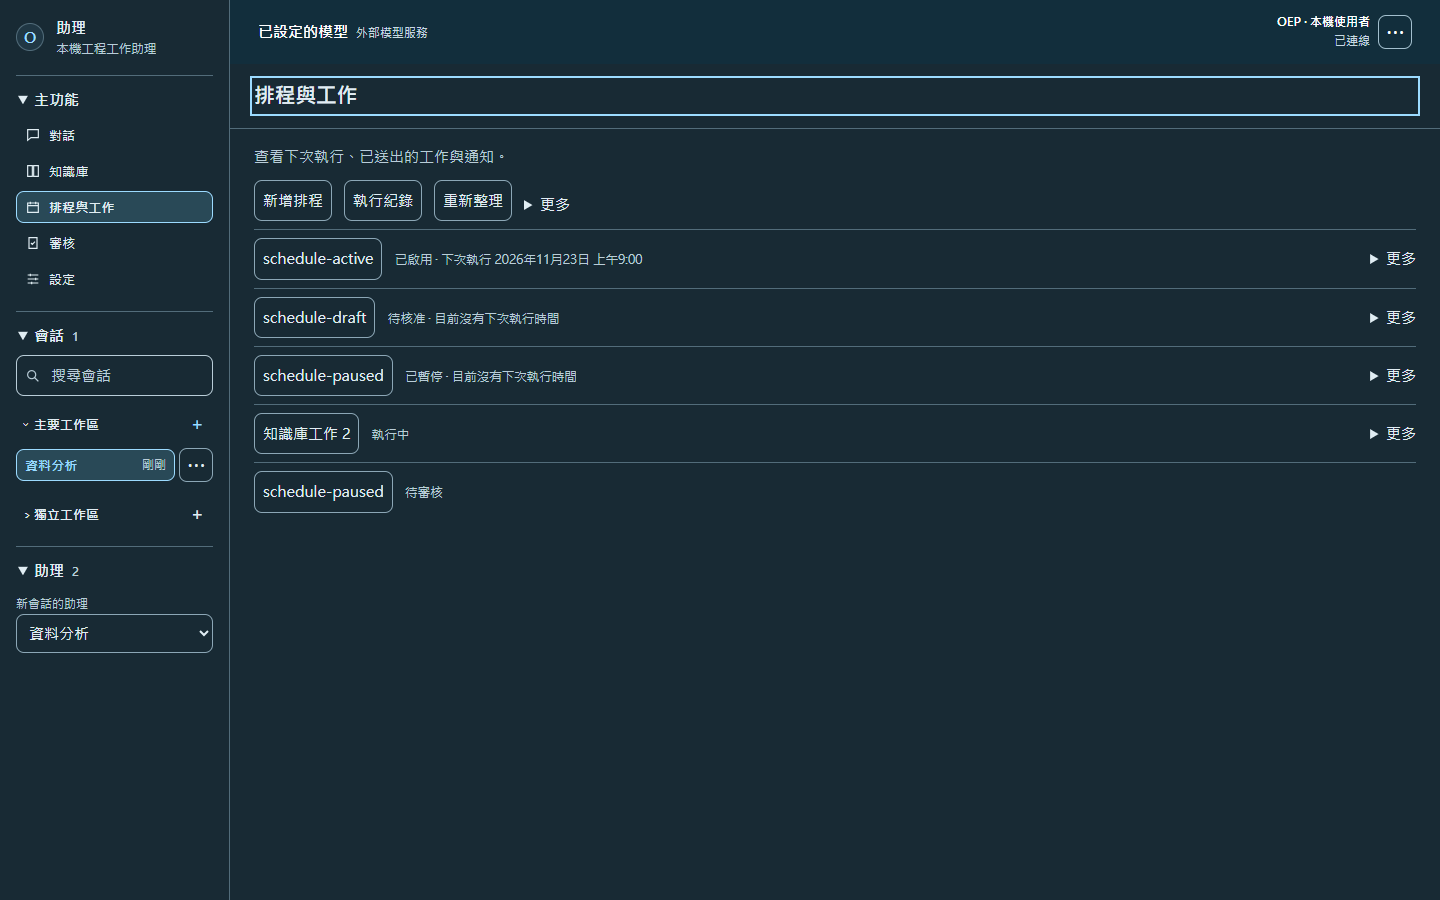 O 助理
本機工程工作助理
主功能
對話
知識庫
排程與工作
審核
設定
會話 1
搜尋會話
主要工作區 +
資料分析 剛剛
獨立工作區 +
助理 2
新會話的助理
資料分析
已設定的模型 外部模型服務
OEP · 本機使用者
已連線
排程與工作
查看下次執行、已送出的工作與通知。
新增排程 執行紀錄 重新整理 更多
schedule-active 已啟用 · 下次執行 2026年11月23日 上午9:00 更多
schedule-draft 待核准 · 目前沒有下次執行時間 更多
schedule-paused 已暫停 · 目前沒有下次執行時間 更多
知識庫工作 2 執行中 更多
schedule-paused 待審核